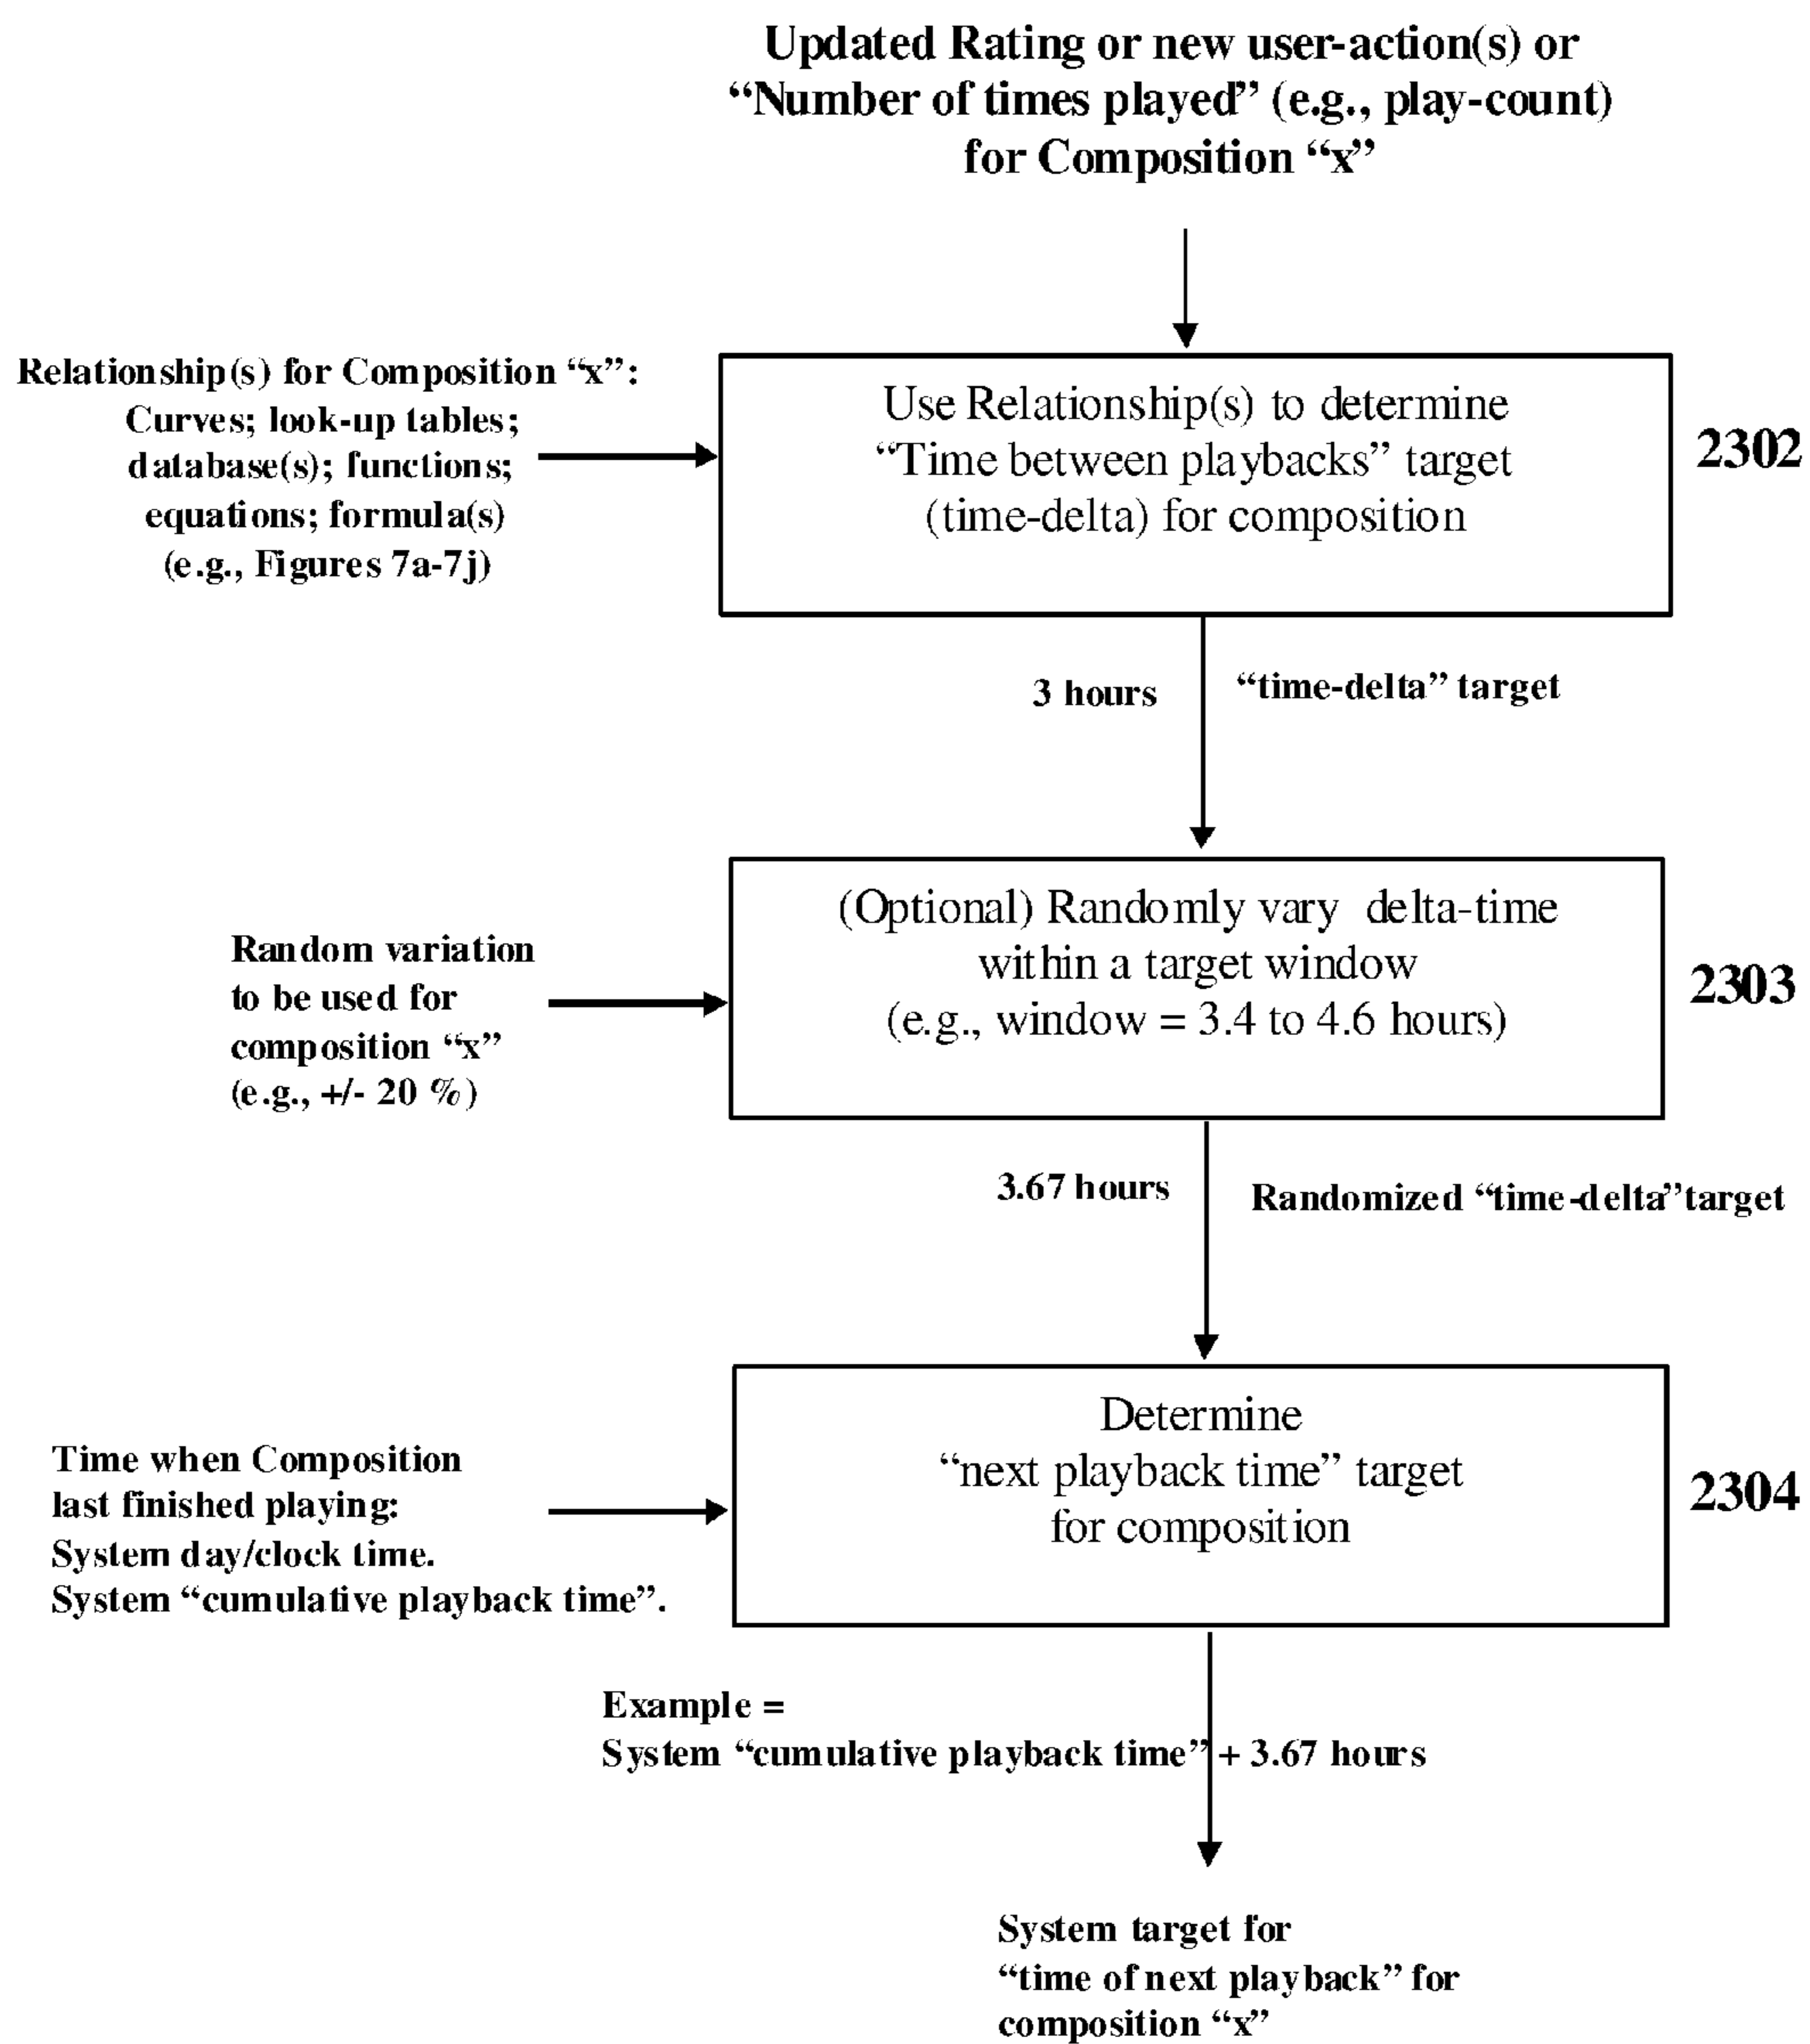 Updated Rating or new user-action(s) or
“Number of times played” (e.g., play-count)
for Composition “x”
Relationship(s) for Composition “x”:
Curves; look-up tables;
database(s); functions;
equations; formula(s)
(e.g., Figures 7a-7j)
Use Relationship(s) to determine
“Time between playbacks” target
(time-delta) for composition
2302
3 hours
“time-delta” target
Random variation
to be used for
composition “x”
(e.g., +/- 20 %)
(Optional) Randomly vary delta-time
within a target window
(e.g., window = 3.4 to 4.6 hours)
2303
3.67 hours
Randomized “time-delta” target
Time when Composition
last finished playing:
System day/clock time.
System “cumulative playback time”.
Determine
“next playback time” target
for composition
2304
Example =
System “cumulative playback time” + 3.67 hours
System target for
“time of next playback” for
composition “x”